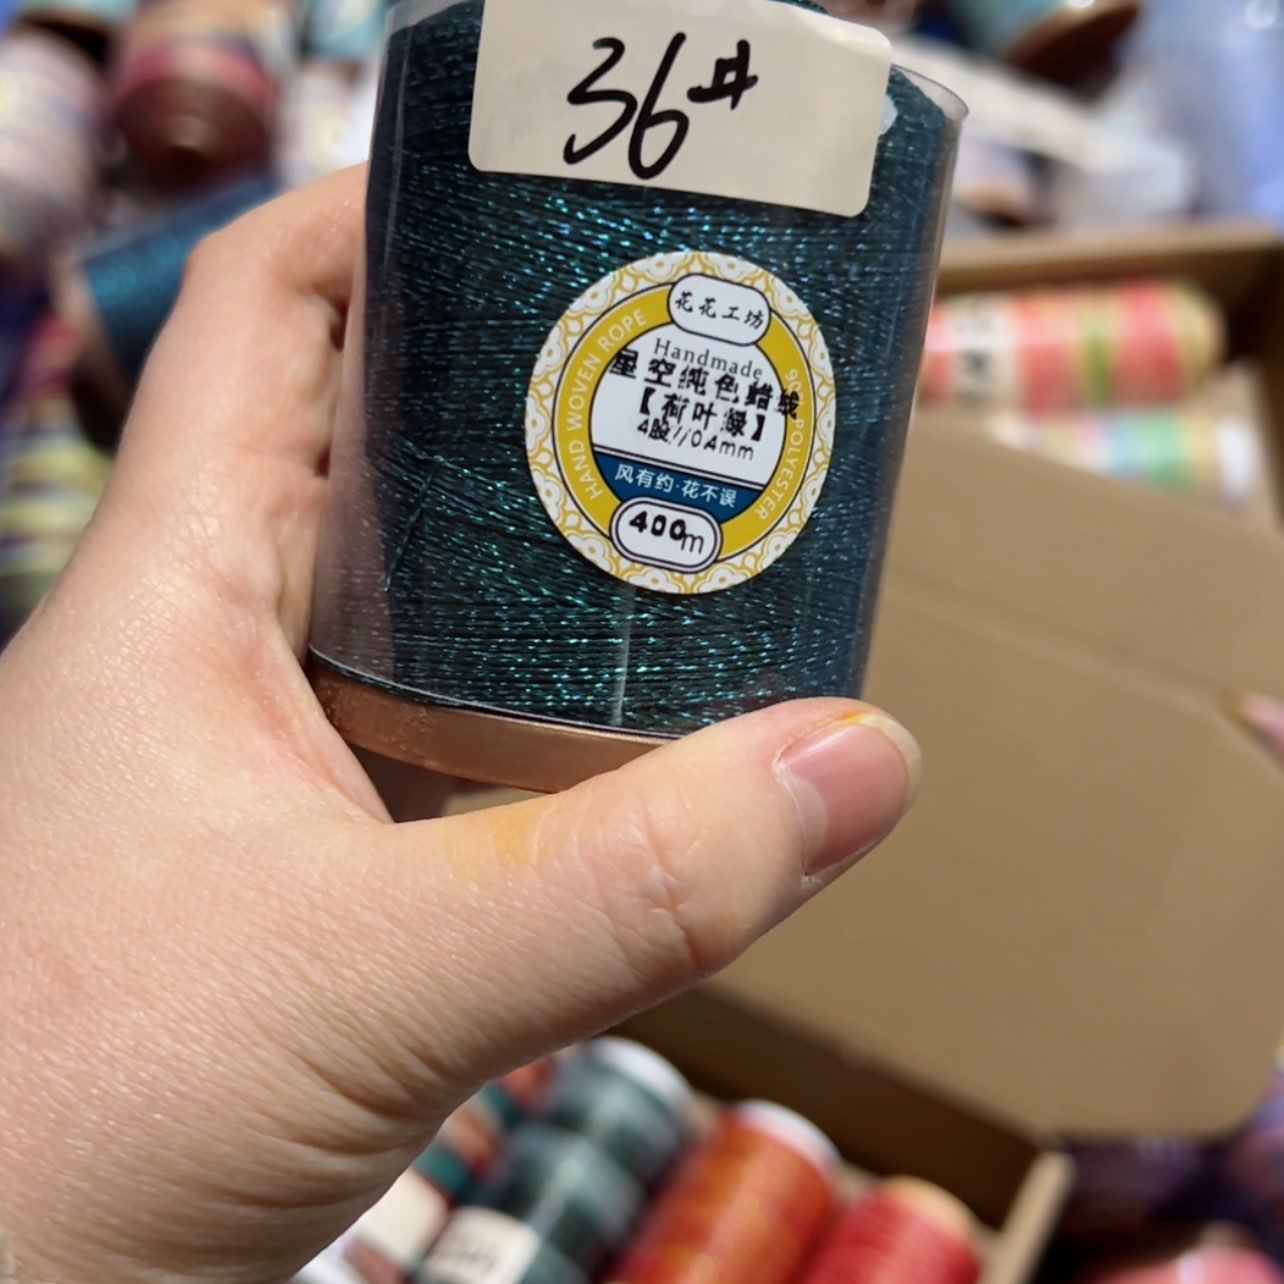 36#
花花工坊
HAND WOVEN ROPE
Handmade
星空纯色蜡线
【荷叶绿】
4股//0.4mm
POLYESTER
风有约·花不误
400m